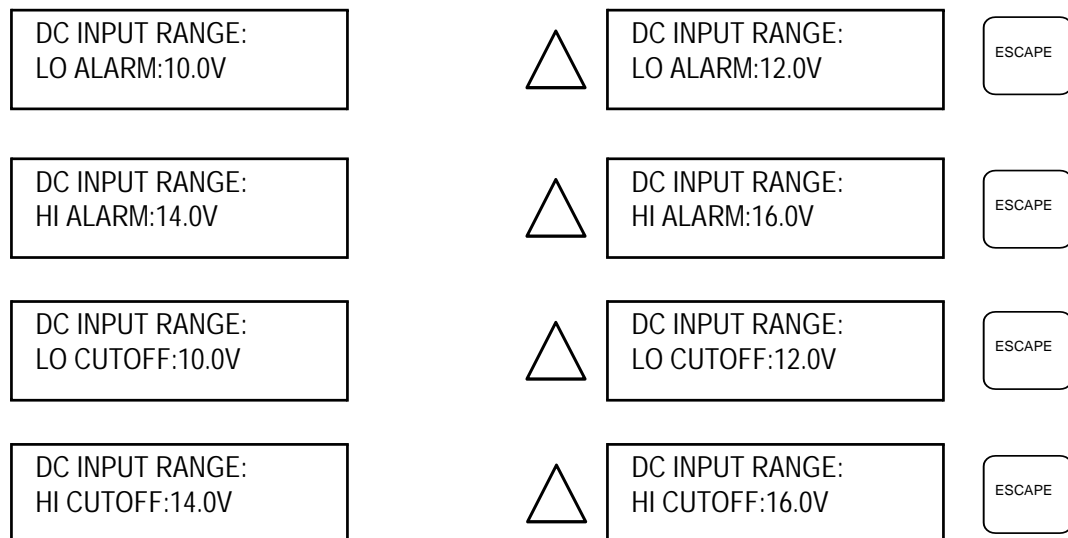 DC INPUT RANGE:
LO ALARM:10.0V
DC INPUT RANGE:
LO ALARM:12.0V
ESCAPE
DC INPUT RANGE:
HI ALARM:14.0V
DC INPUT RANGE:
HI ALARM:16.0V
ESCAPE
DC INPUT RANGE:
LO CUTOFF:10.0V
DC INPUT RANGE:
LO CUTOFF:12.0V
ESCAPE
DC INPUT RANGE:
HI CUTOFF:14.0V
DC INPUT RANGE:
HI CUTOFF:16.0V
ESCAPE